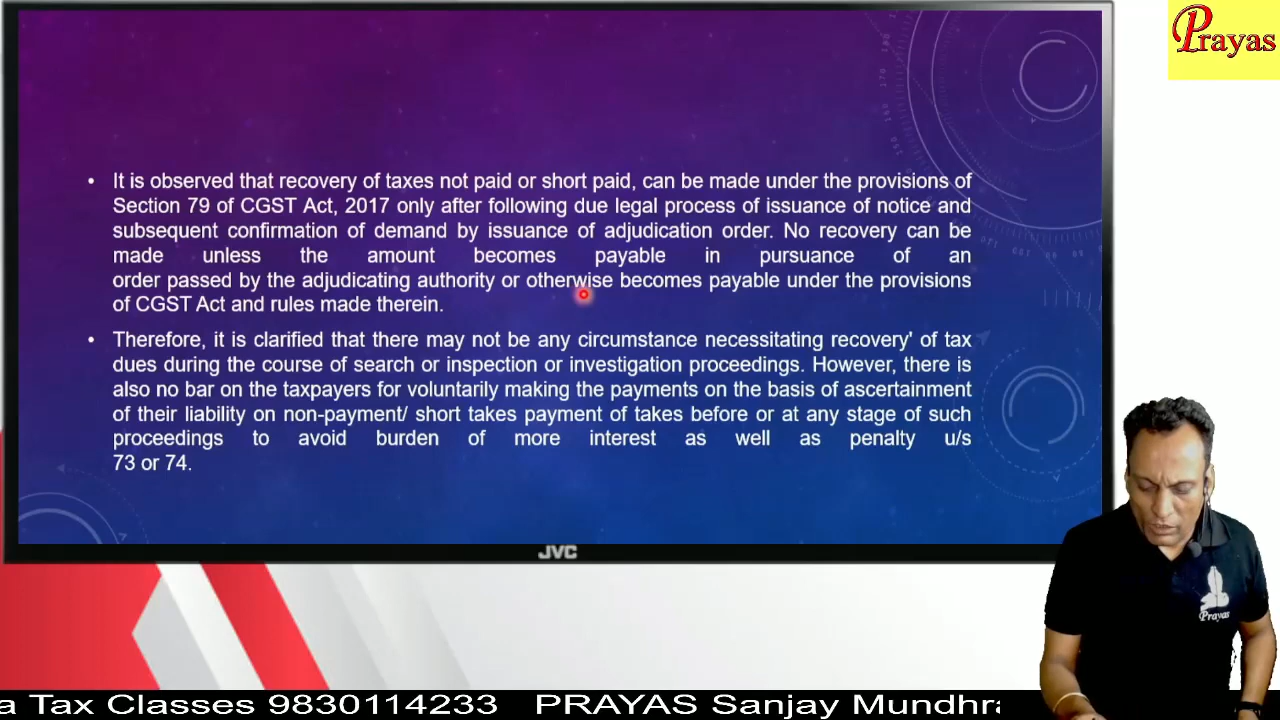 Prayas
• It is observed that recovery of taxes not paid or short paid, can be made under the provisions of
Section 79 of CGST Act, 2017 only after following due legal process of issuance of notice and
subsequent confirmation of demand by issuance of adjudication order. No recovery can be
made unless the amount becomes payable in pursuance of an
order passed by the adjudicating authority or otherwise becomes payable under the provisions
of CGST Act and rules made therein.
• Therefore, it is clarified that there may not be any circumstance necessitating recovery' of tax
dues during the course of search or inspection or investigation proceedings. However, there is
also no bar on the taxpayers for voluntarily making the payments on the basis of ascertainment
of their liability on non-payment/ short takes payment of takes before or at any stage of such
proceedings to avoid burden of more interest as well as penalty u/s
73 or 74.
JVC
Prayas
a Tax Classes 9830114233 PRAYAS Sanjay Mundhra